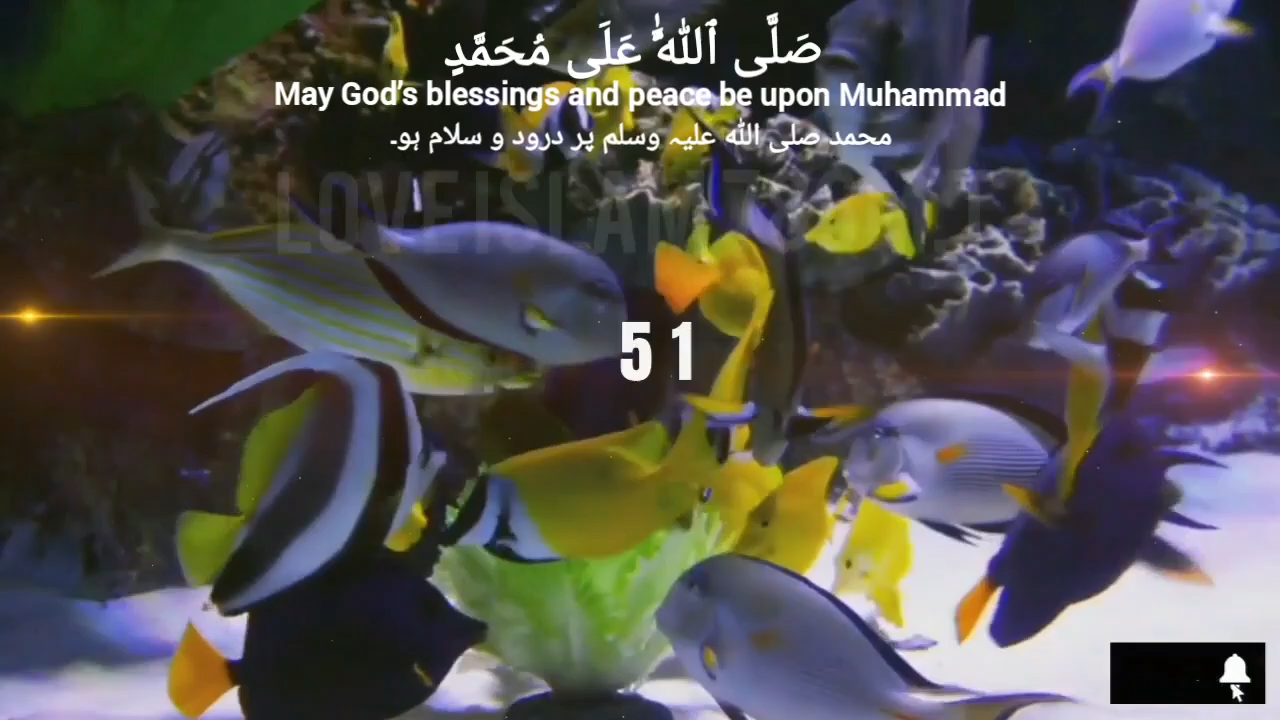 صَلَّى ٱللّٰهُ عَلَى مُحَمَّدٍ
May God's blessings and peace be upon Muhammad
محمد صلی اللہ علیہ وسلم پر درود و سلام ہو۔
51